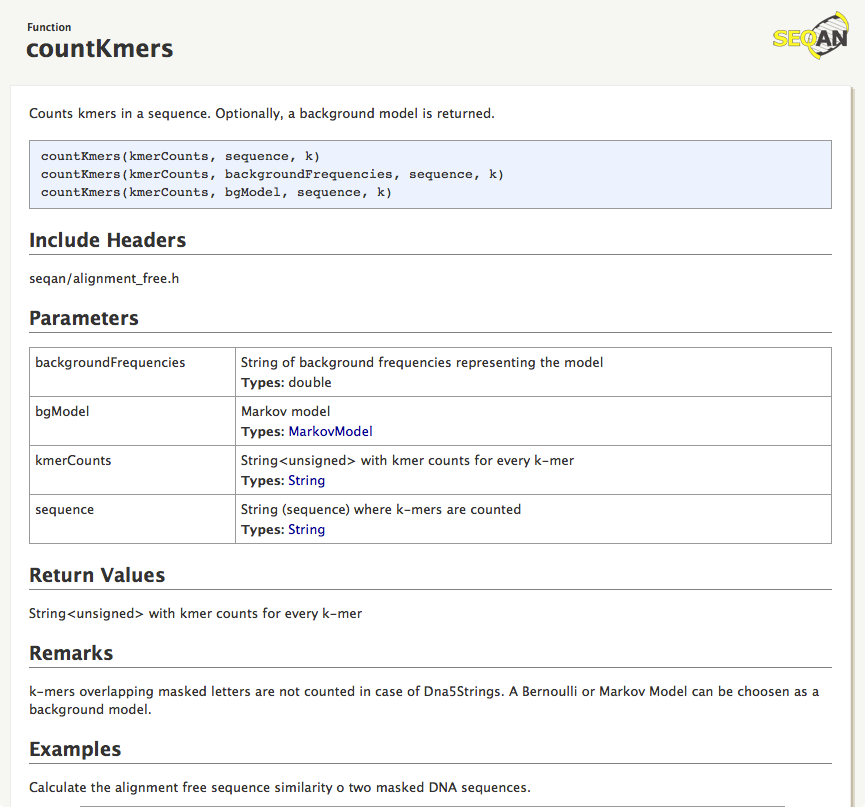 Function
countKmers
SEQAN
Counts kmers in a sequence. Optionally, a background model is returned.
countKmers(kmerCounts, sequence, k)
countKmers(kmerCounts, backgroundFrequencies, sequence, k)
countKmers(kmerCounts, bgModel, sequence, k)
Include Headers
seqan/alignment_free.h
Parameters
backgroundFrequencies
String of background frequencies representing the model
Types: double
bgModel
Markov model
Types: MarkovModel
kmerCounts
String<unsigned> with kmer counts for every k-mer
Types: String
sequence
String (sequence) where k-mers are counted
Types: String
Return Values
String<unsigned> with kmer counts for every k-mer
Remarks
k-mers overlapping masked letters are not counted in case of Dna5Strings. A Bernoulli or Markov Model can be choosen as a
background model.
Examples
Calculate the alignment free sequence similarity o two masked DNA sequences.